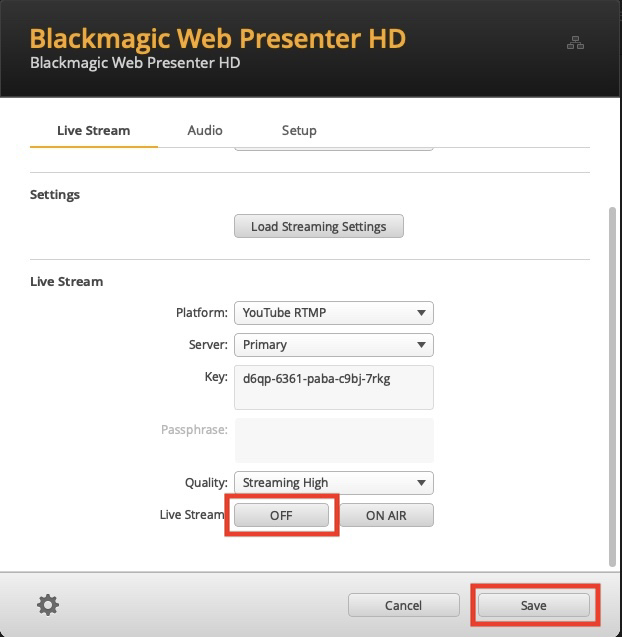 Blackmagic Web Presenter HD
Blackmagic Web Presenter HD
Live Stream Audio Setup
Settings
Load Streaming Settings
Live Stream
Platform: YouTube RTMP
Server: Primary
Key: d6qp-6361-paba-c9bj-7rkg
Passphrase:
Quality: Streaming High
Live Stream OFF ON AIR
Cancel Save